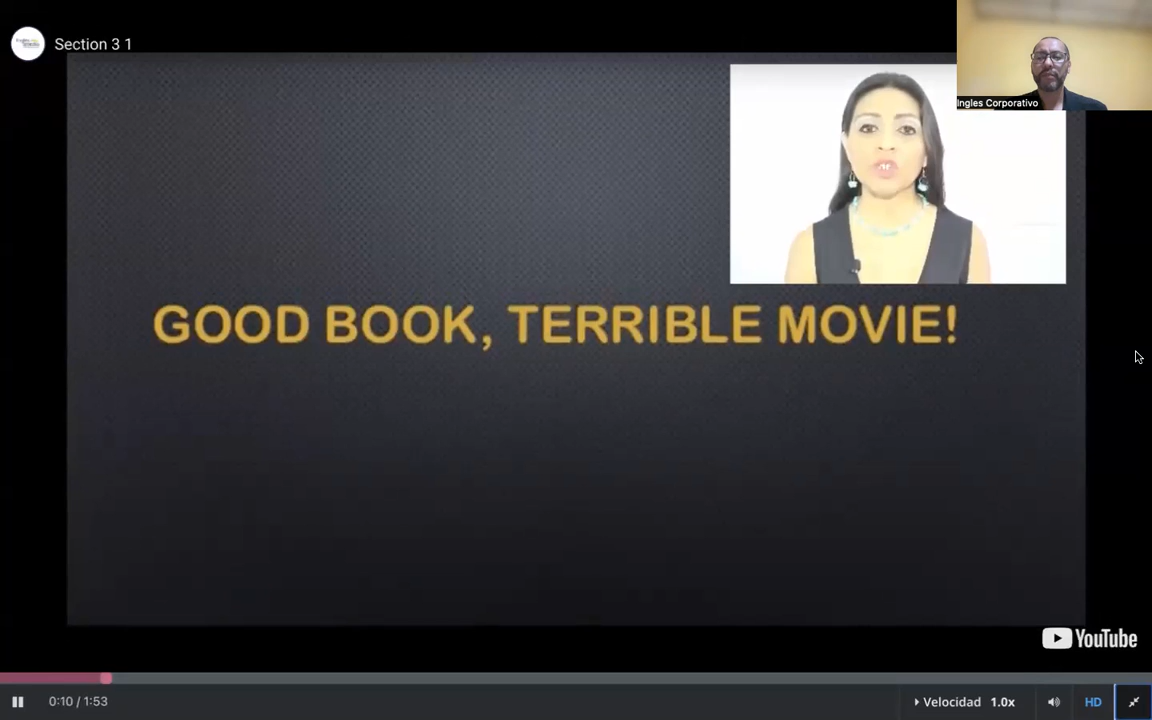 Section 3 1
Ingles Corporativo
GOOD BOOK, TERRIBLE MOVIE!
YouTube
0:10 / 1:53
Velocidad 1.0x
HD